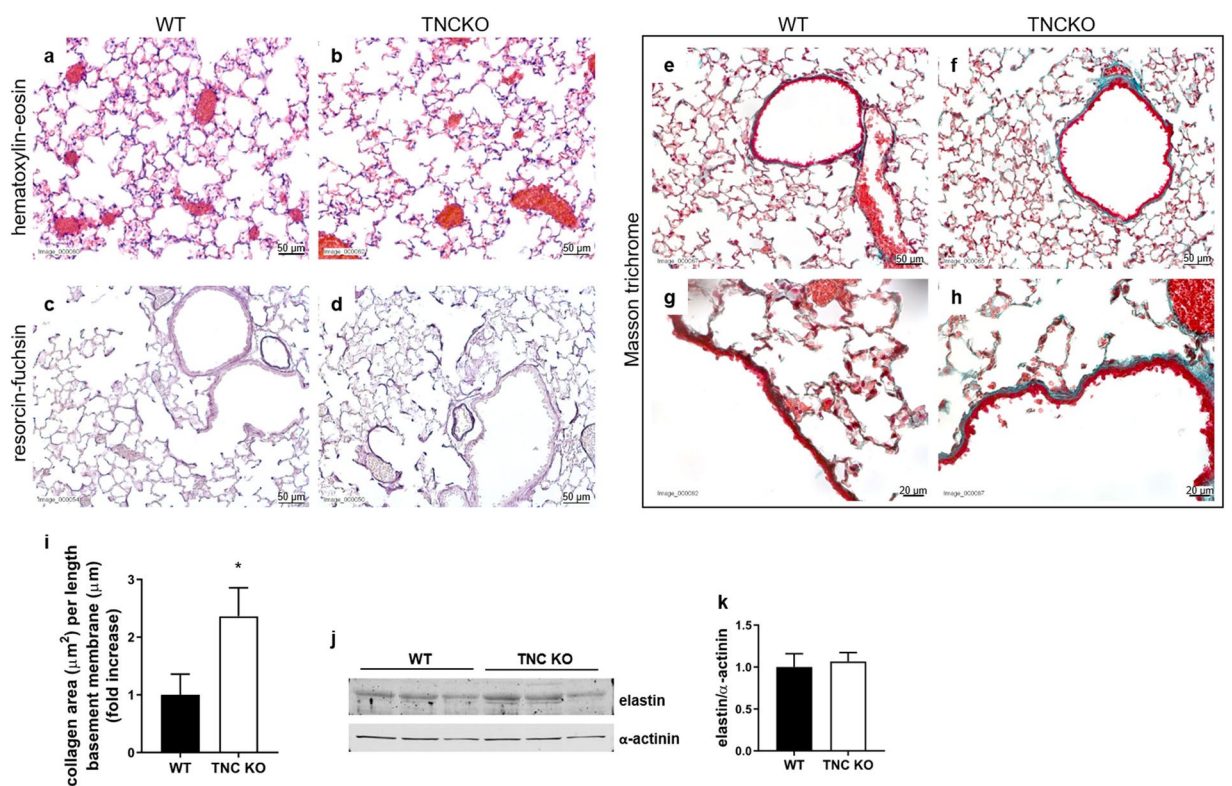 WT
TNCKO
WT
TNCKO
hematoxylin-eosin
a
b
50 µm
50 µm
resorcin-fuchsin
c
d
50 µm
50 µm
Masson trichrome
e
f
50 µm
50 µm
g
h
20 µm
20 µm
i
collagen area (µm²) per length
basement membrane (µm)
(fold increase)
3
2
1
0
*
WT
TNC KO
j
WT
TNC KO
elastin
α-actinin
k
elastin/α-actinin
1.5
1.0
0.5
0.0
WT
TNC KO